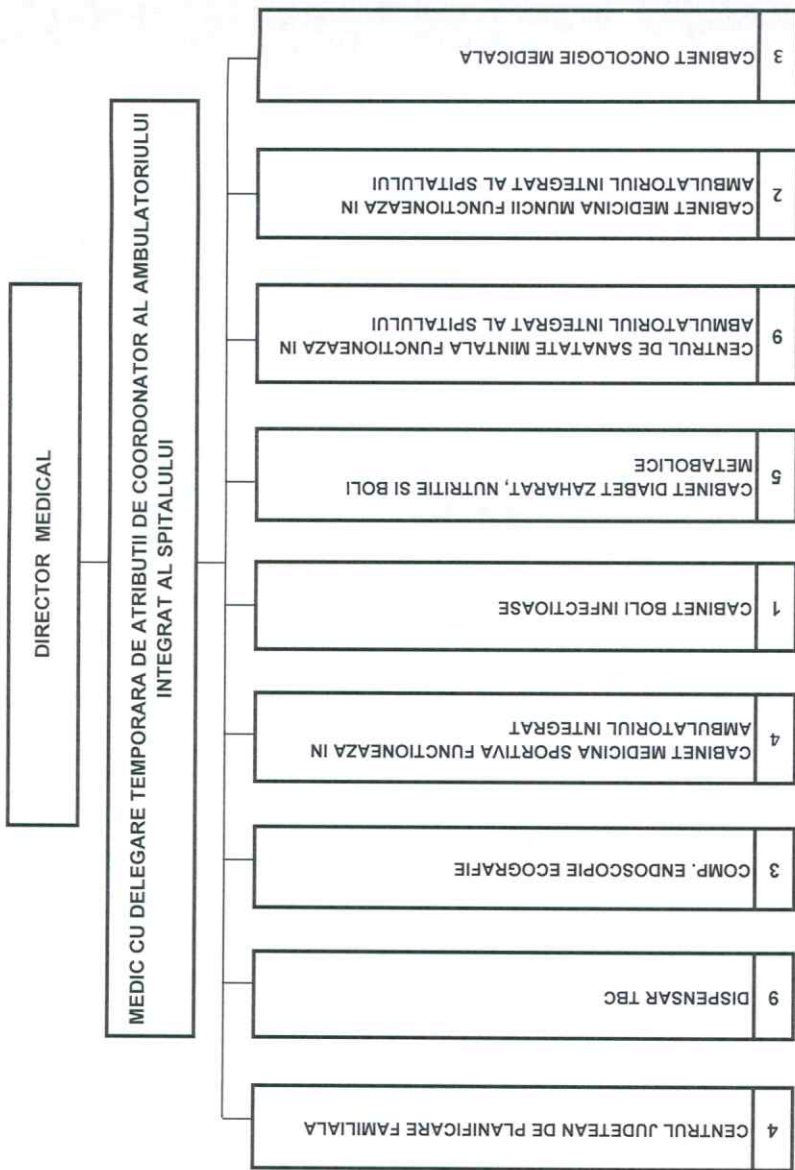 DIRECTOR MEDICAL
MEDIC CU DELEGARE TEMPORARA DE ATRIBUTII DE COORDONATOR AL AMBULATORIULUI
INTEGRAT AL SPITALULUI
CENTRUL JUDETEAN DE PLANIFICARE FAMILIALA
4
DISPENSAR TBC
9
COMP. ENDOSCOPIE ECOGRAFIE
3
CABINET MEDICINA SPORTIVA FUNCTIONEAZA IN
AMBULATORIUL INTEGRAT
4
CABINET BOLI INFECTIOASE
1
CABINET DIABET ZAHARAT, NUTRITIE SI BOLI
METABOLICE
5
CENTRUL DE SANATATE MINTALA FUNCTIONEAZA IN
ABMULATORIUL INTEGRAT AL SPITALULUI
9
CABINET MEDICINA MUNCII FUNCTIONEAZA IN
AMBULATORIUL INTEGRAT AL SPITALULUI
2
CABINET ONCOLOGIE MEDICALA
3